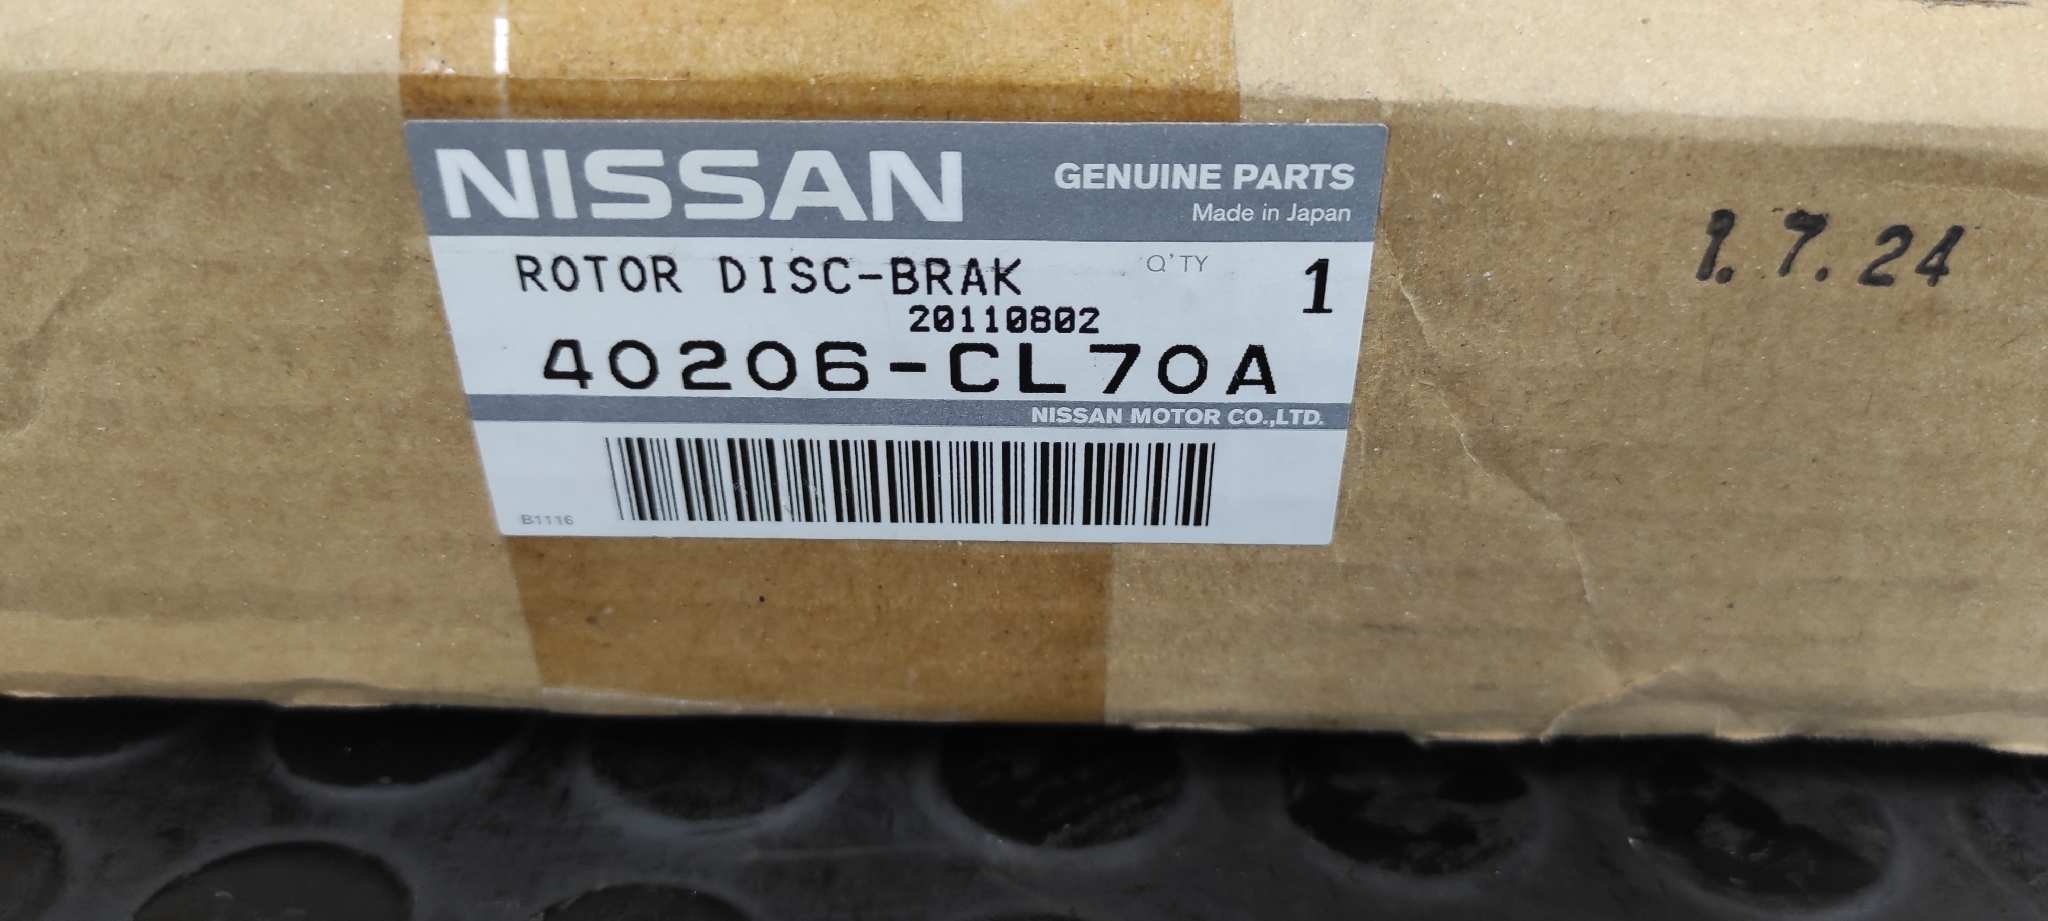 NISSAN
GENUINE PARTS
Made in Japan
ROTOR DISC-BRAK
Q'TY
1
20110802
40206-CL70A
NISSAN MOTOR CO.,LTD.
B1116
1.7.24